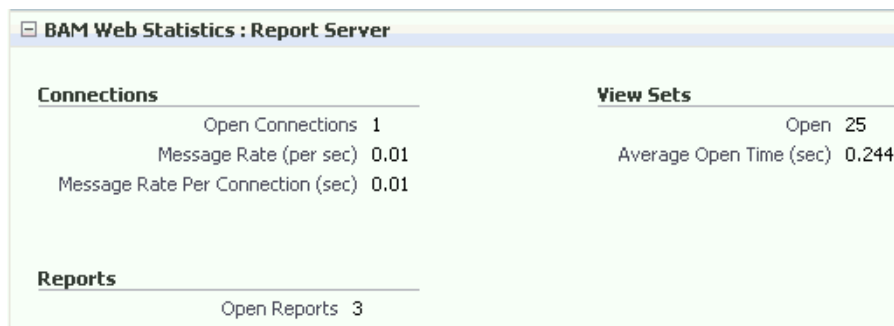 BAM Web Statistics : Report Server
Connections
Open Connections 1
Message Rate (per sec) 0.01
Message Rate Per Connection (sec) 0.01
View Sets
Open 25
Average Open Time (sec) 0.244
Reports
Open Reports 3